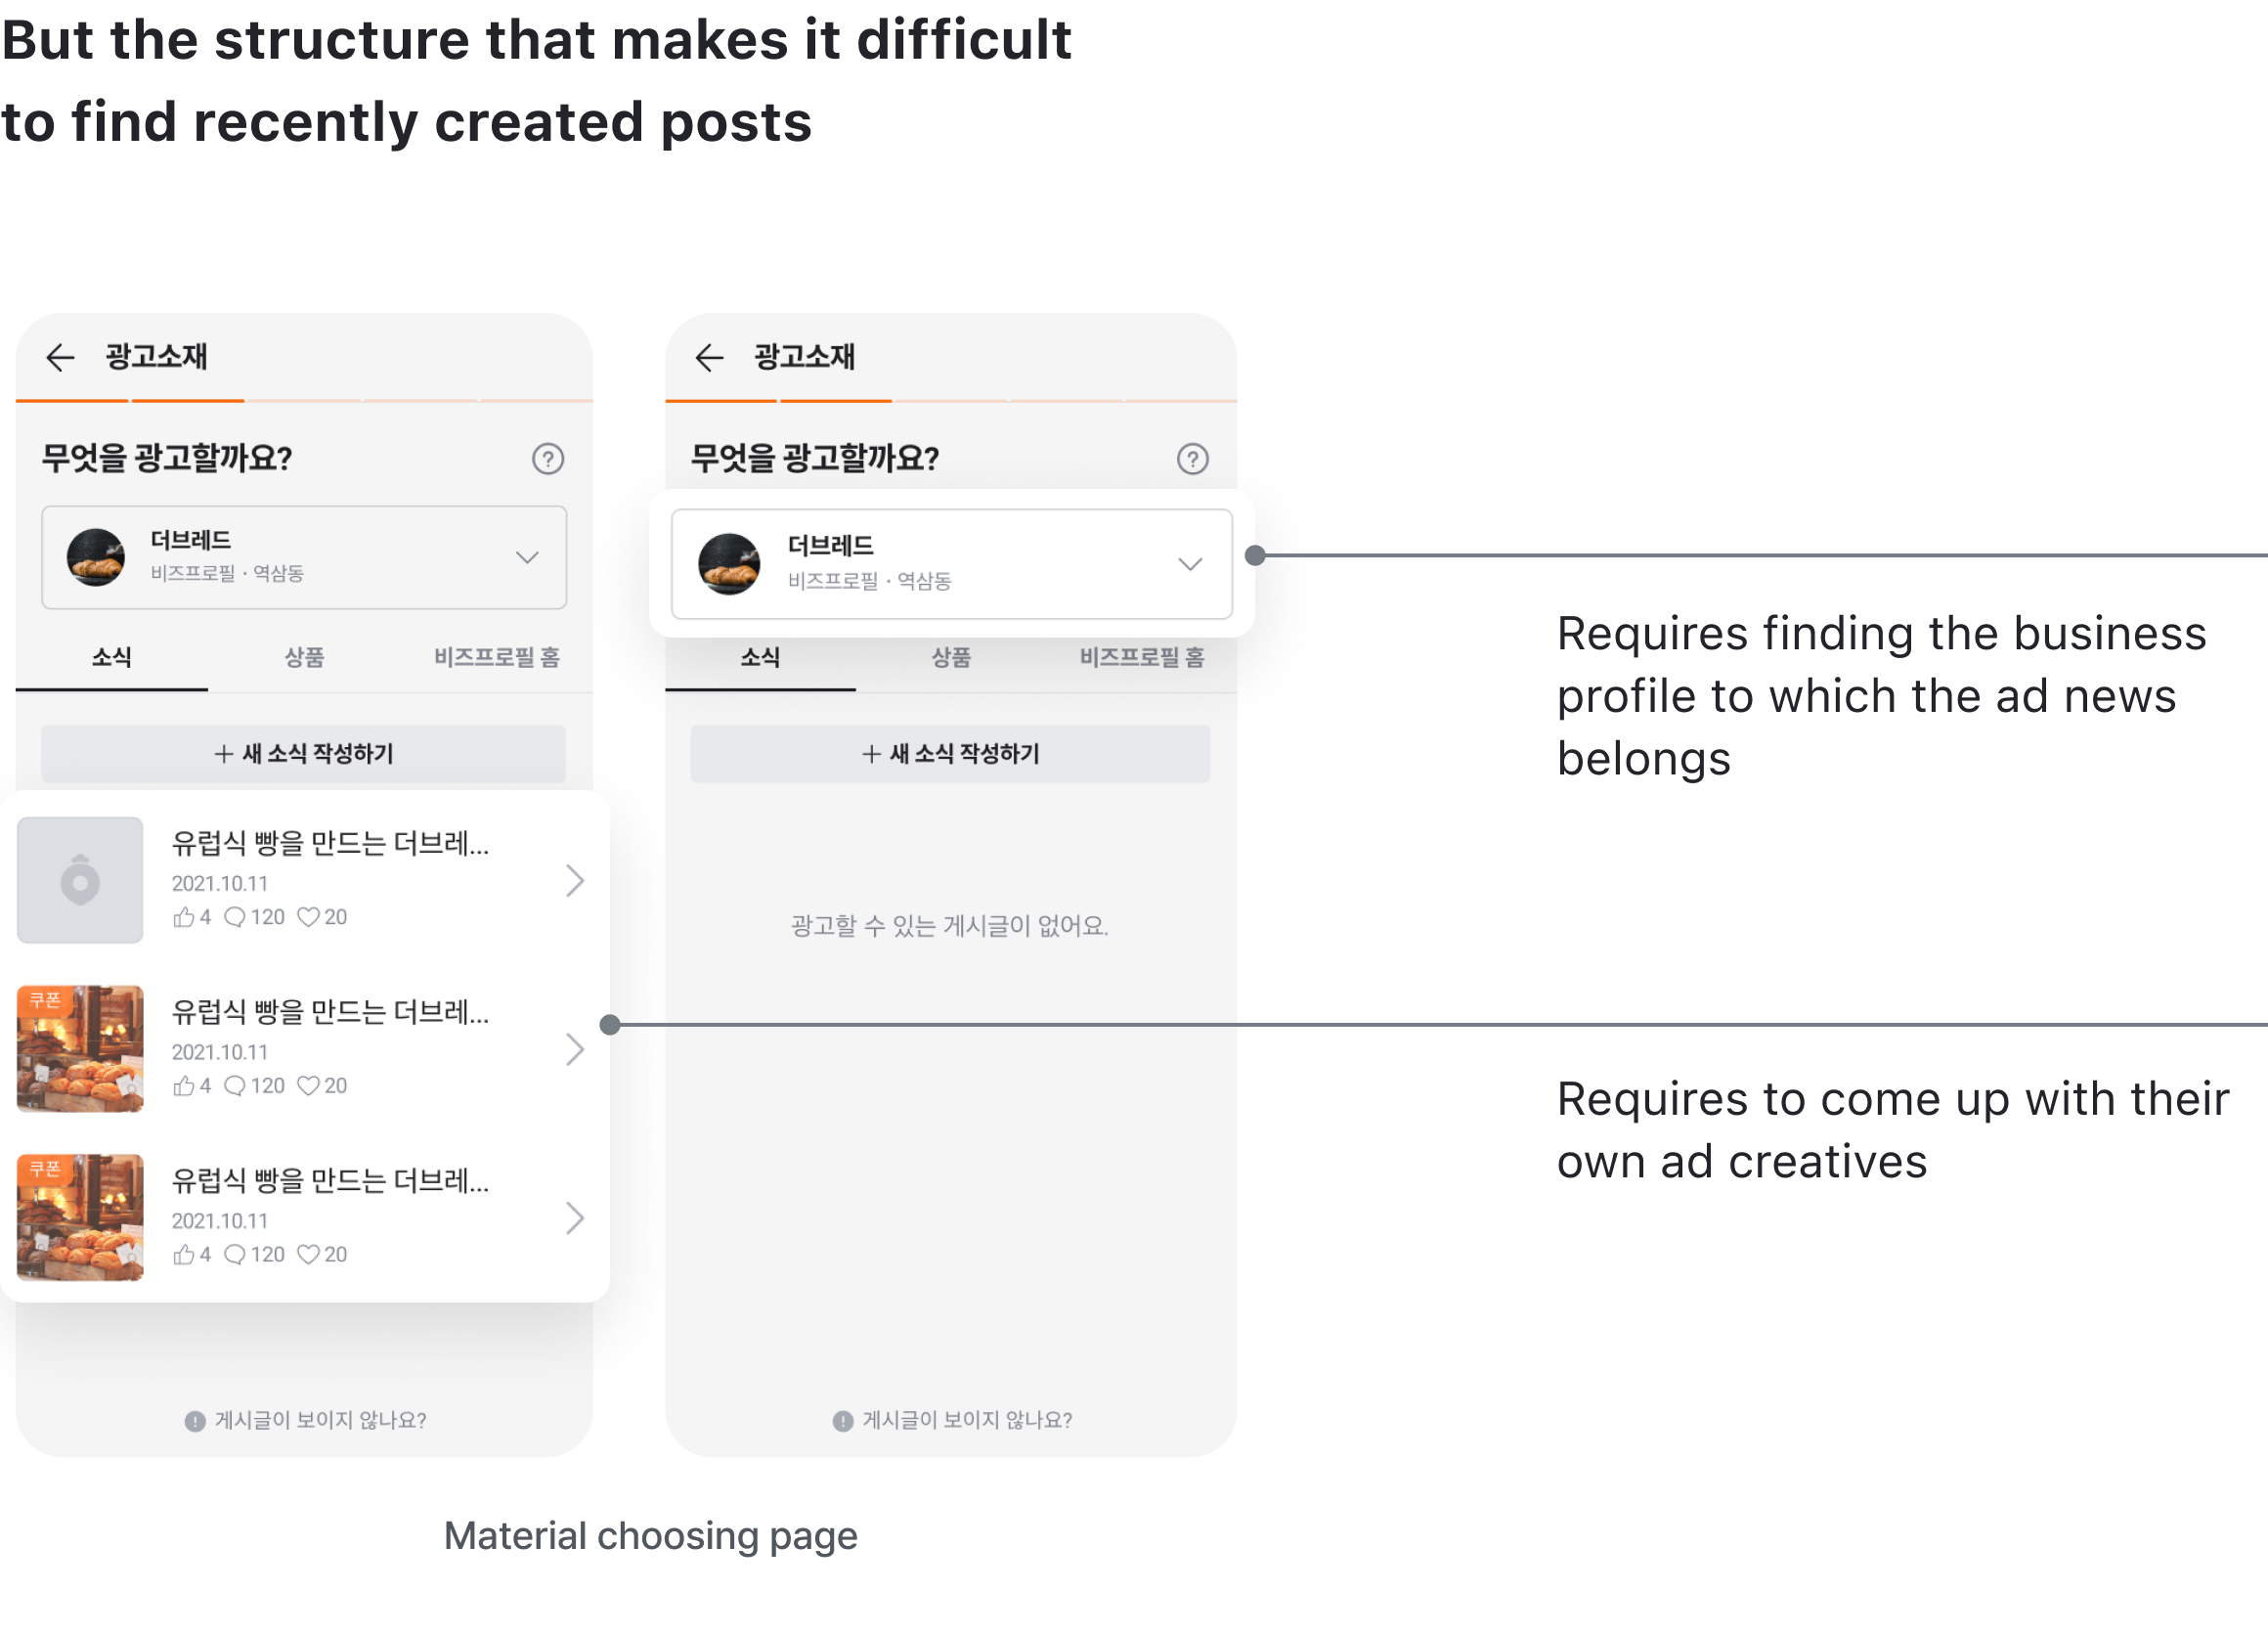 But the structure that makes it difficult
to find recently created posts
광고소재
무엇을 광고할까요?
더브레드
비즈프로필 · 역삼동
소식 상품 비즈프로필 홈
+ 새 소식 작성하기
유럽식 빵을 만드는 더브레...
2021.10.11
4 120 20
쿠폰
유럽식 빵을 만드는 더브레...
2021.10.11
4 120 20
쿠폰
유럽식 빵을 만드는 더브레...
2021.10.11
4 120 20
게시글이 보이지 않나요?
광고소재
무엇을 광고할까요?
더브레드
비즈프로필 · 역삼동
소식 상품 비즈프로필 홈
+ 새 소식 작성하기
광고할 수 있는 게시글이 없어요.
게시글이 보이지 않나요?
Requires finding the business
profile to which the ad news
belongs
Requires to come up with their
own ad creatives
Material choosing page